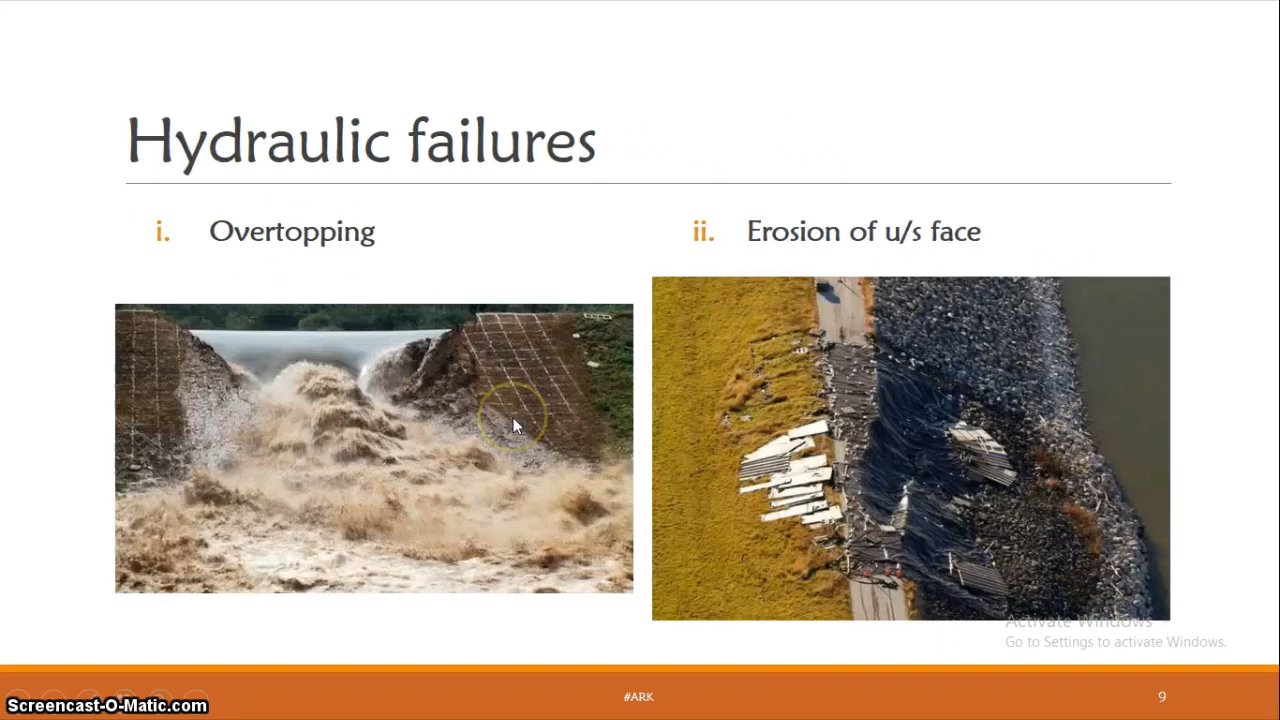 Hydraulic failures
i. Overtopping
ii. Erosion of u/s face
Activate Windows
Go to Settings to activate Windows.
#ARK
9
Screencast-O-Matic.com